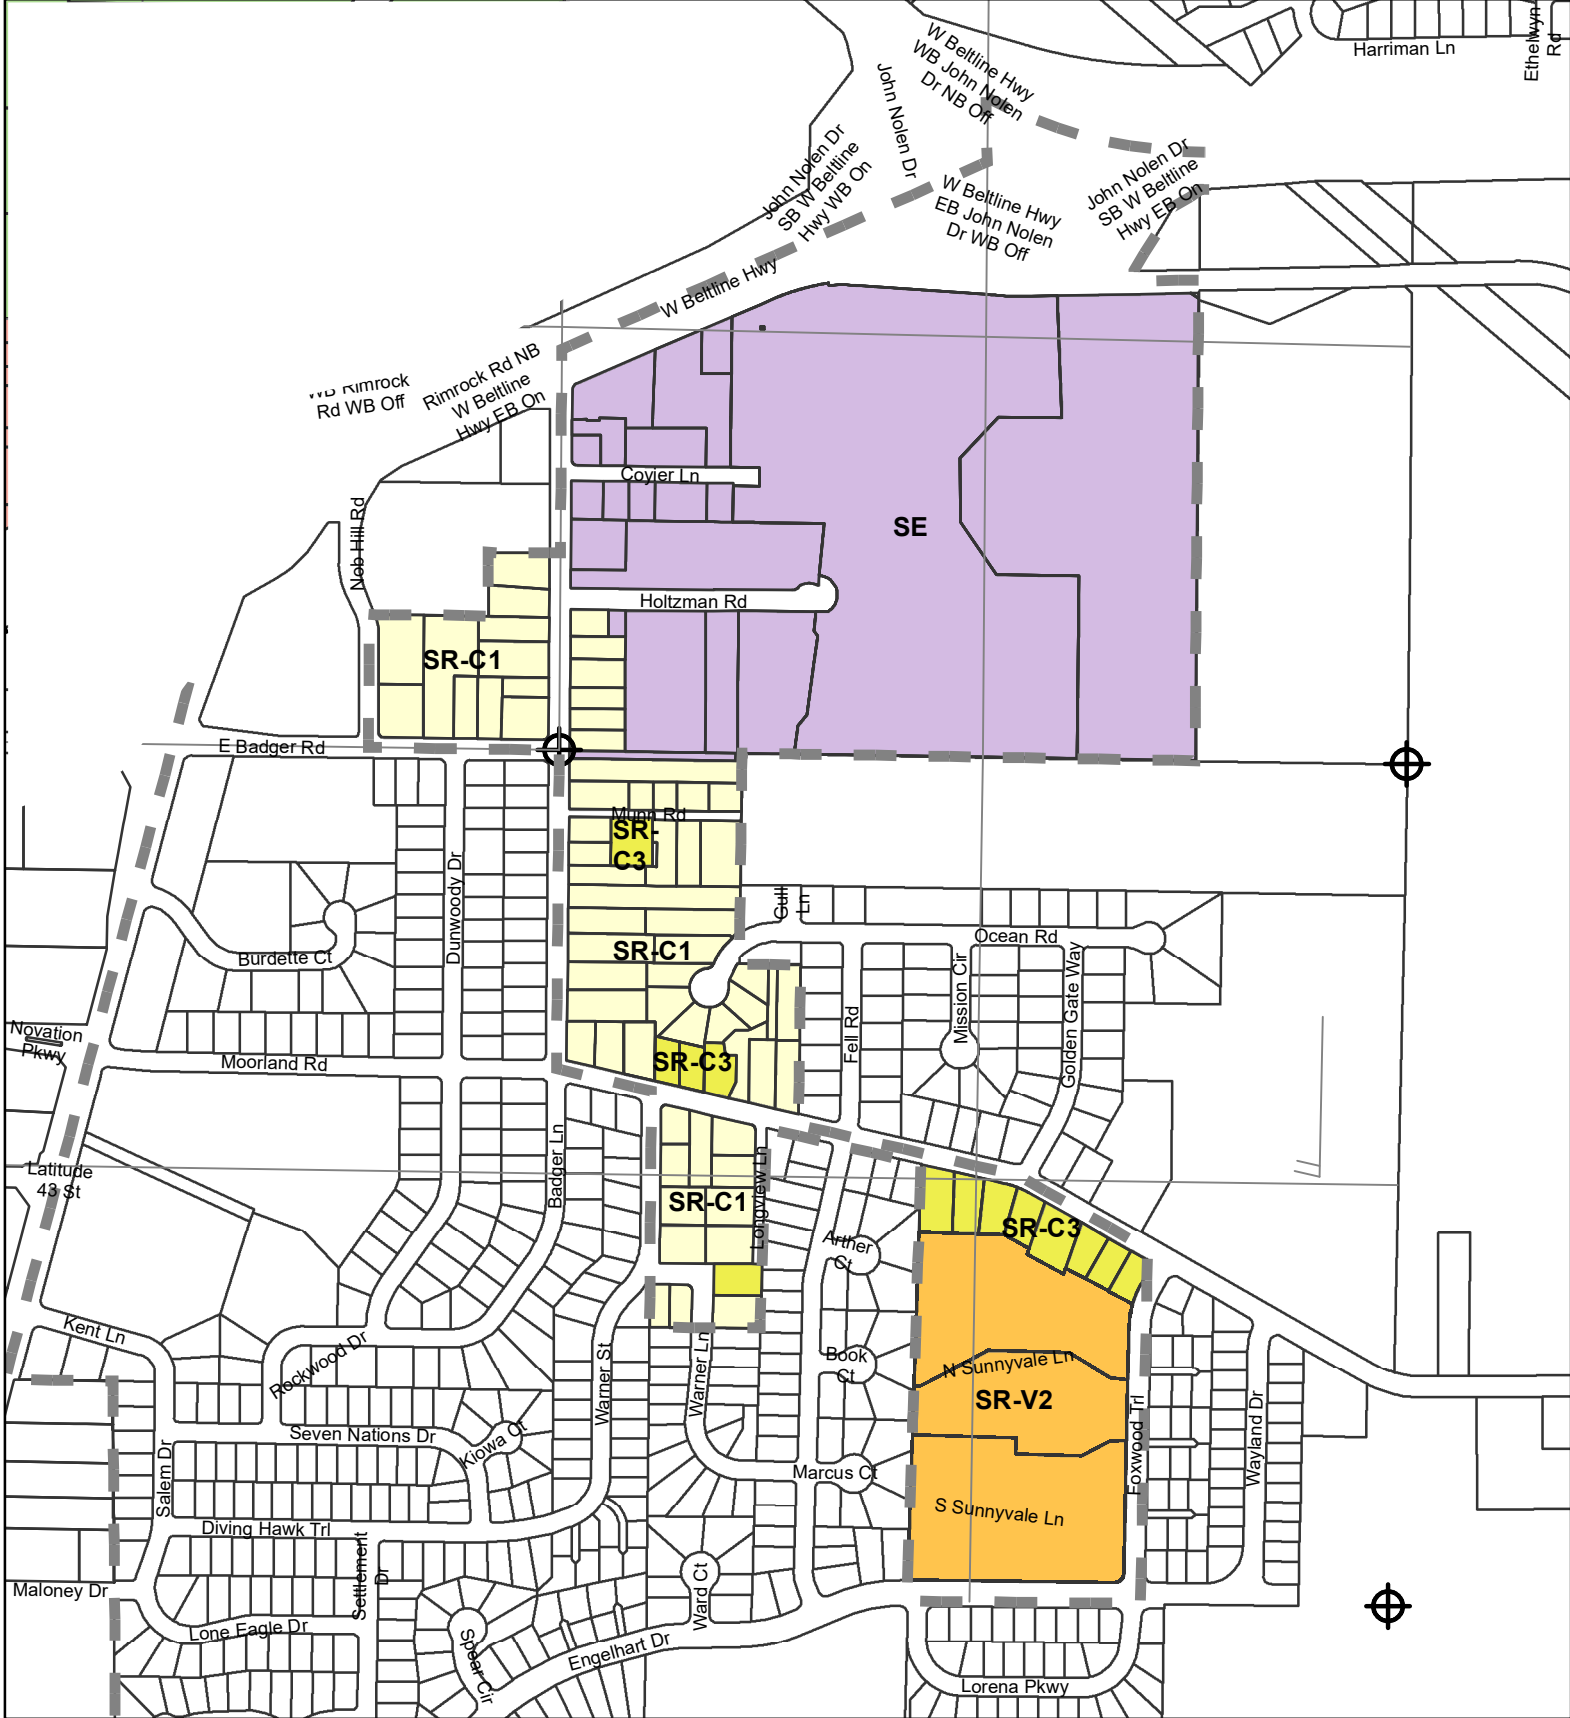 Harriman Ln
Ethelwyn
Rd
W Beltline Hwy
WB John Nolen
Dr NB Off
John Nolen Dr
John Nolen Dr
SB W Beltline
Hwy WB On
W Beltline Hwy
EB John Nolen
Dr WB Off
John Nolen Dr
SB W Beltline
Hwy EB On
W Beltline Hwy
WB Rimrock
Rd WB Off
Rimrock Rd NB
W Beltline
Hwy EB On
Coyier Ln
SE
Nob Hill Rd
Holtzman Rd
SR-C1
E Badger Rd
Munn Rd
SR-
C3
Dunwoody Dr
Gull
Ln
Ocean Rd
SR-C1
Burdette Ct
Mission Cir
Golden Gate Way
Fell Rd
Novation
Pkwy
Moorland Rd
SR-C3
Badger Ln
Latitude
43 St
SR-C1
Longview Ln
Arther
Ct
SR-C3
Kent Ln
Rockwood Dr
Warner St
Warner Ln
Book
Ct
N Sunnyvale Ln
SR-V2
Foxwood Trl
Wayland Dr
Seven Nations Dr
Kiowa Ct
Salem Dr
Marcus Ct
S Sunnyvale Ln
Diving Hawk Trl
Settlement
Dr
Maloney Dr
Ward Ct
Lone Eagle Dr
Spear Cir
Engelhart Dr
Lorena Pkwy